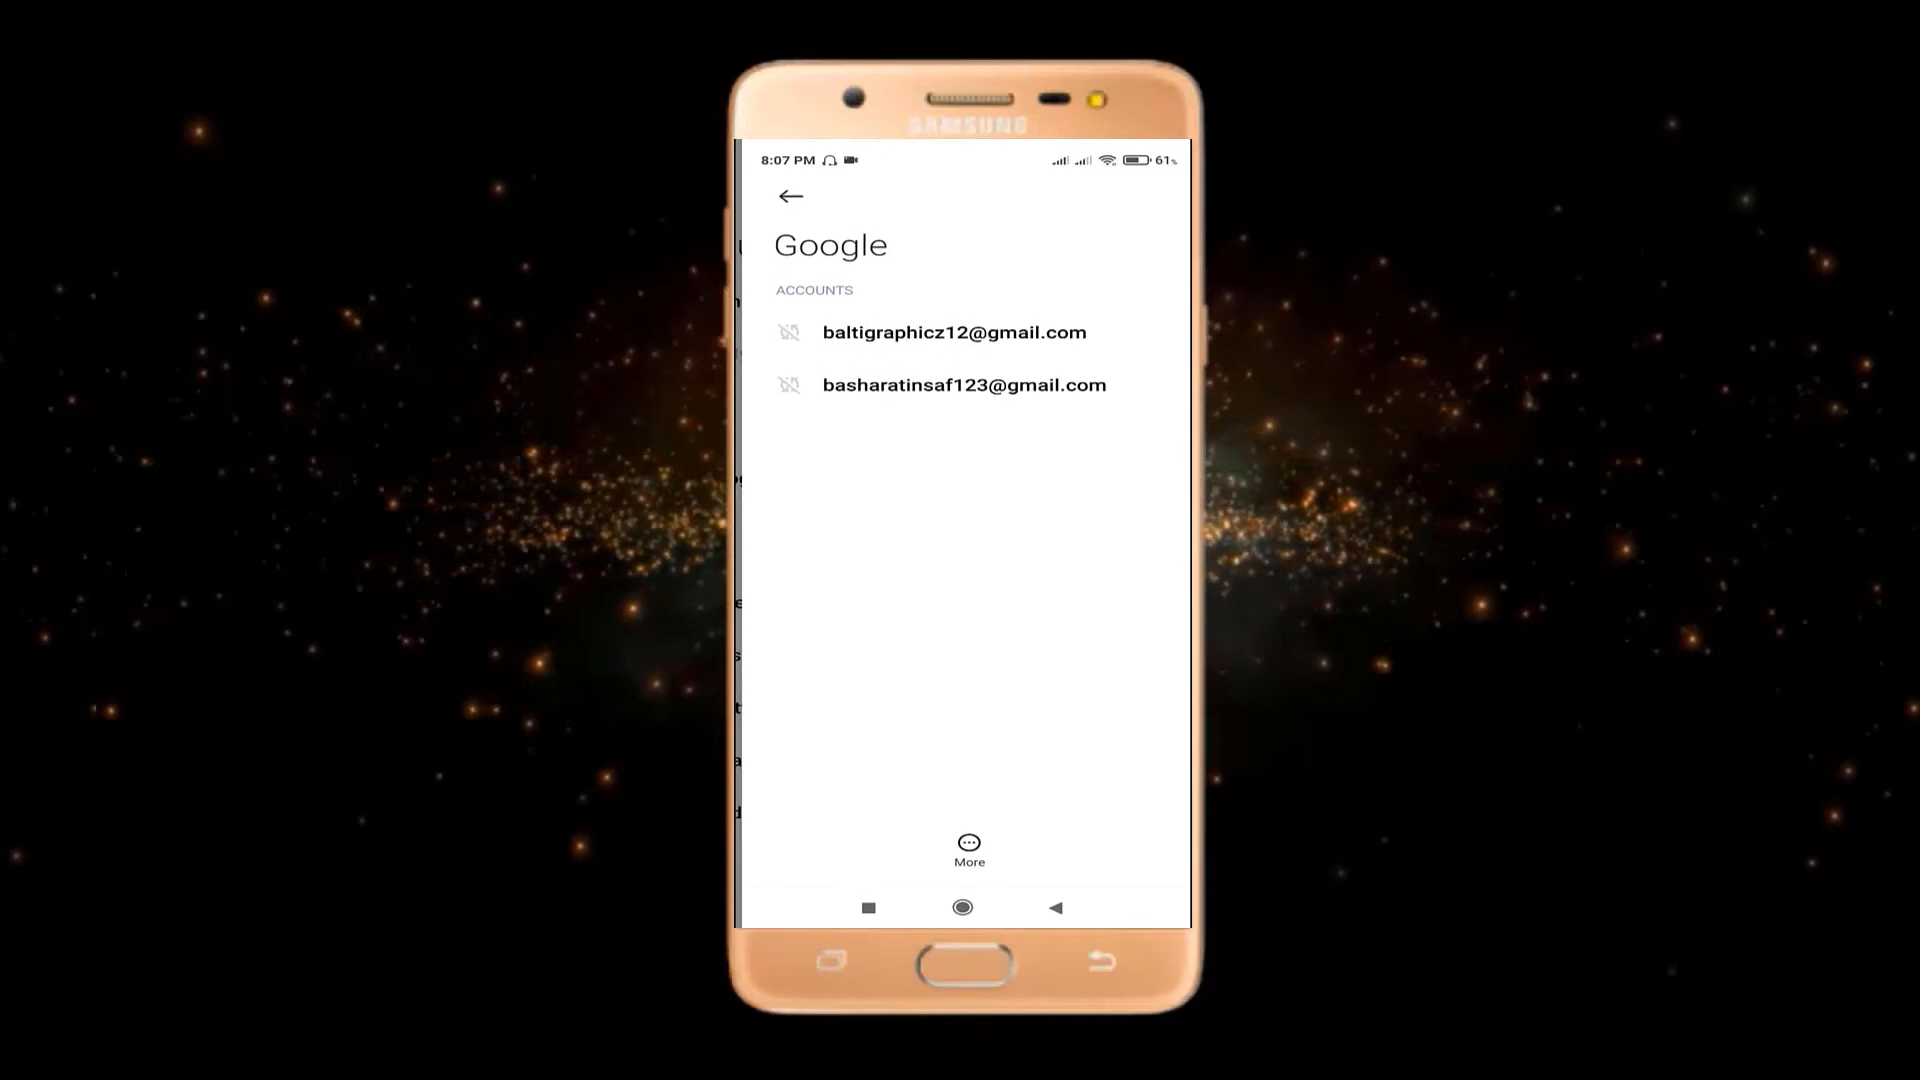 SAMSUNG
8:07 PM 61%
Google
ACCOUNTS
baltigraphicz12@gmail.com
basharatinsaf123@gmail.com
More